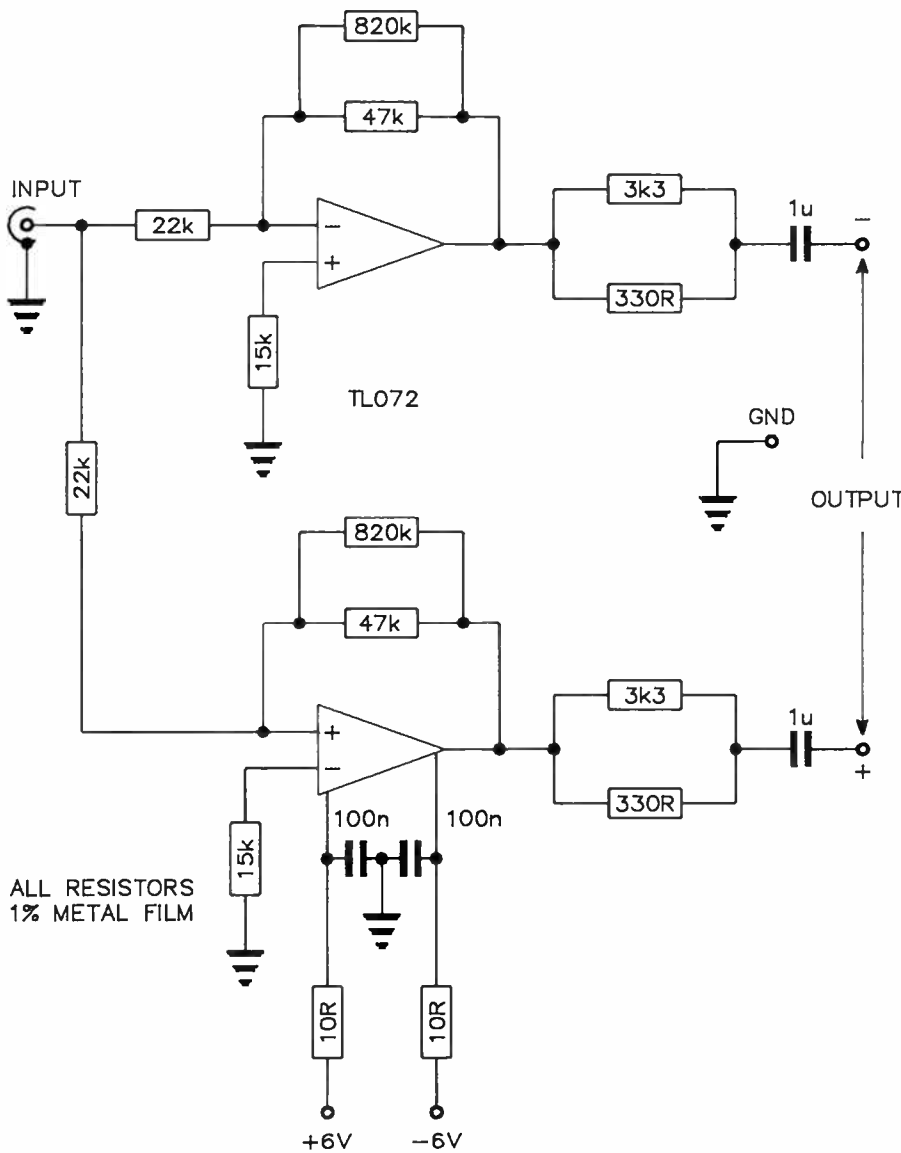 820k
47k
INPUT
22k
3k3
1u
−
−
+
330R
15k
TL072
GND
22k
OUTPUT
820k
47k
3k3
1u
+
−
+
330R
100n
100n
15k
ALL RESISTORS
1% METAL FILM
10R
10R
+6V
−6V